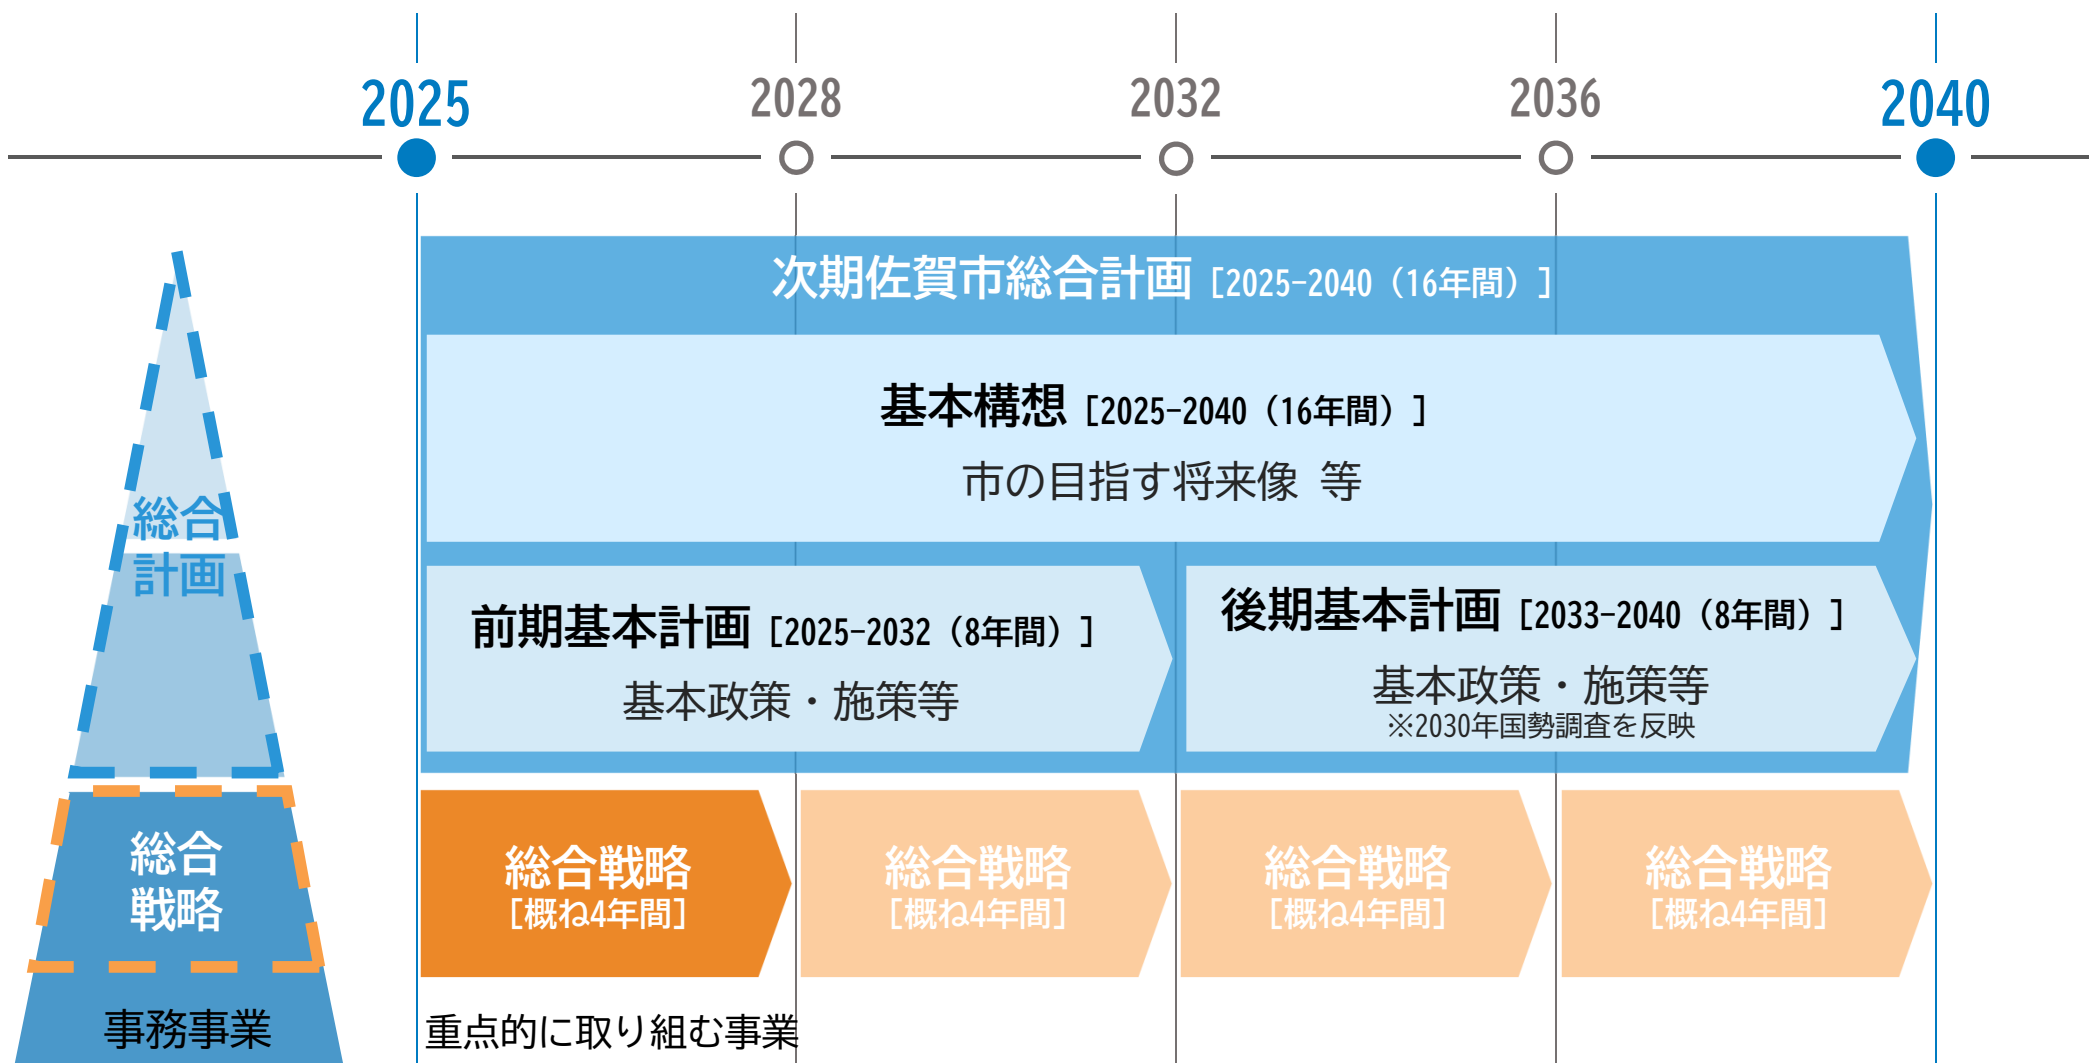 2025
2028
2032
2036
2040
次期佐賀市総合計画［2025-2040（16年間）］
基本構想［2025-2040（16年間）］
市の目指す将来像 等
総合
計画
前期基本計画［2025-2032（8年間）］
基本政策・施策等
後期基本計画［2033-2040（8年間）］
基本政策・施策等
※2030年国勢調査を反映
総合
戦略
総合戦略
［概ね4年間］
総合戦略
［概ね4年間］
総合戦略
［概ね4年間］
総合戦略
［概ね4年間］
事務事業
重点的に取り組む事業